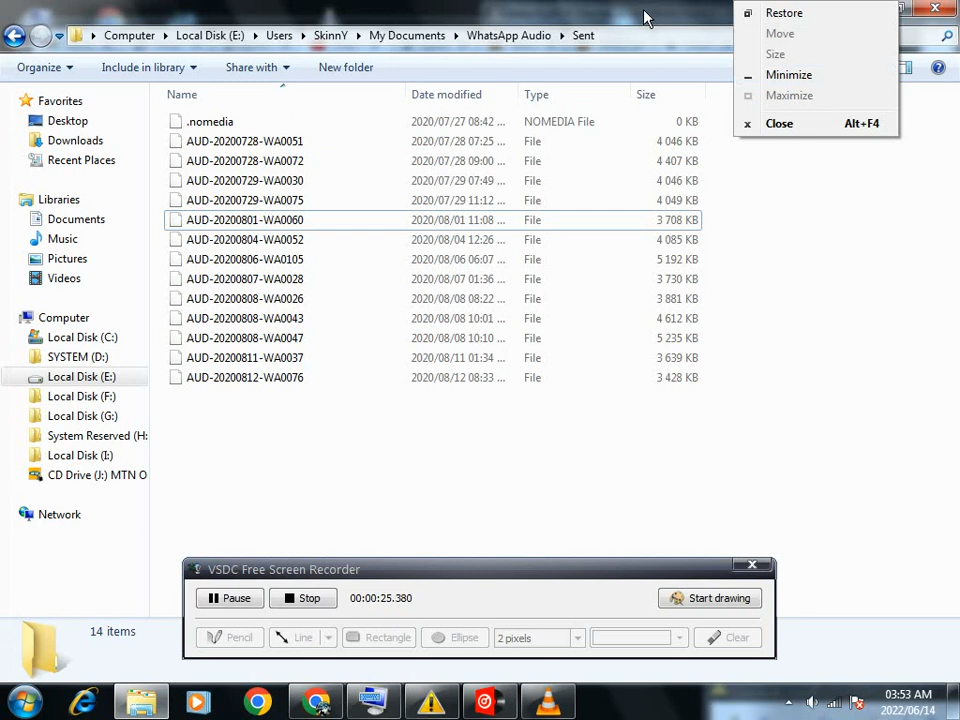 Computer Local Disk (E:) Users SkinnY My Documents WhatsApp Audio Sent
Restore
Move
Size
Minimize
Maximize
Close Alt+F4
Organize Include in library Share with New folder
Name Date modified Type Size
.nomedia 2020/07/27 08:42 ... NOMEDIA File 0 KB
AUD-20200728-WA0051 2020/07/28 07:25 ... File 4 046 KB
AUD-20200728-WA0072 2020/07/28 09:00 ... File 4 407 KB
AUD-20200729-WA0030 2020/07/29 07:49 ... File 4 046 KB
AUD-20200729-WA0075 2020/07/29 11:12 ... File 4 049 KB
AUD-20200801-WA0060 2020/08/01 11:08 ... File 3 708 KB
AUD-20200804-WA0052 2020/08/04 12:26 ... File 4 085 KB
AUD-20200806-WA0105 2020/08/06 06:07 ... File 5 192 KB
AUD-20200807-WA0028 2020/08/07 01:36 ... File 3 730 KB
AUD-20200808-WA0026 2020/08/08 08:22 ... File 3 881 KB
AUD-20200808-WA0043 2020/08/08 10:01 ... File 4 612 KB
AUD-20200808-WA0047 2020/08/08 10:10 ... File 5 235 KB
AUD-20200811-WA0037 2020/08/11 01:34 ... File 3 639 KB
AUD-20200812-WA0076 2020/08/12 08:33 ... File 3 428 KB
Favorites
Desktop
Downloads
Recent Places
Libraries
Documents
Music
Pictures
Videos
Computer
Local Disk (C:)
SYSTEM (D:)
Local Disk (E:)
Local Disk (F:)
Local Disk (G:)
System Reserved (H:
Local Disk (I:)
CD Drive (J:) MTN O
Network
VSDC Free Screen Recorder
Pause Stop 00:00:25.380 Start drawing
Pencil Line Rectangle Ellipse 2 pixels Clear
14 items
03:53 AM
2022/06/14